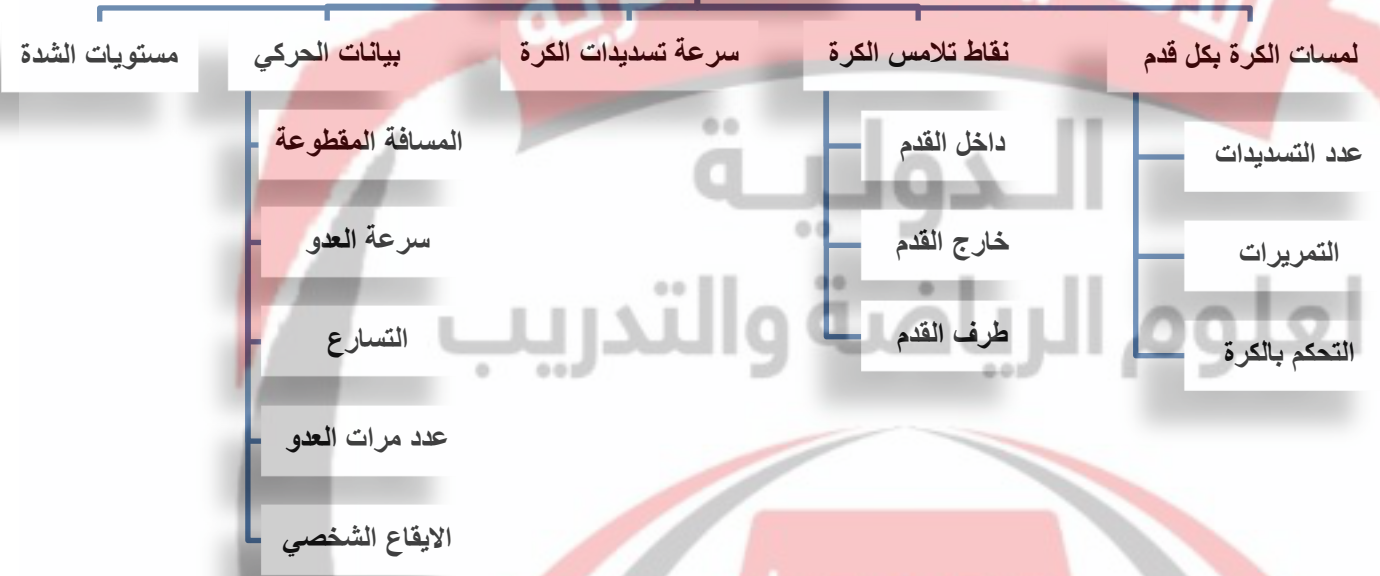 لمسات الكرة بكل قدم
عدد التسديدات
التمريرات
التحكم بالكرة
نقاط تلامس الكرة
داخل القدم
خارج القدم
طرف القدم
سرعة تسديدات الكرة
بيانات الحركي
المسافة المقطوعة
سرعة العدو
التسارع
عدد مرات العدو
الايقاع الشخصي
مستويات الشدة
الدولية
لعلوم الرياضة والتدريب